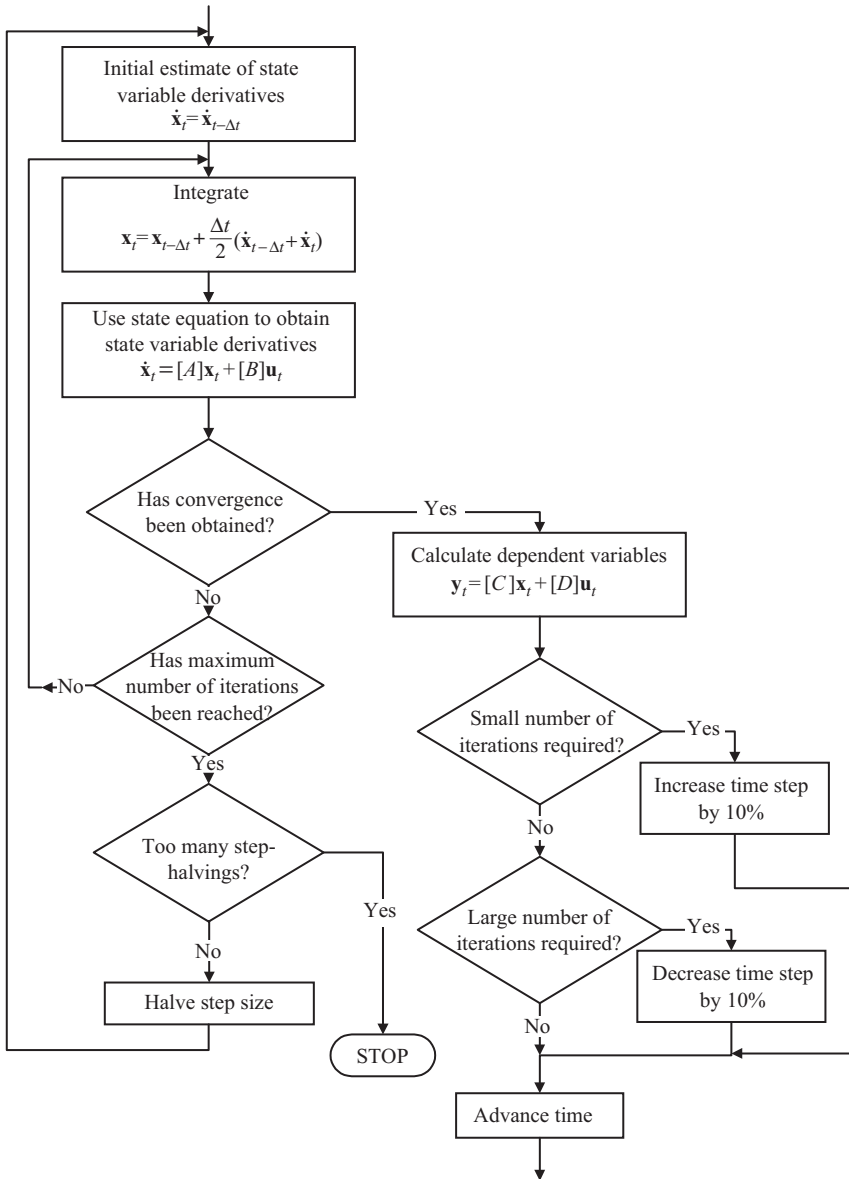 Initial estimate of state
variable derivatives
ẋ_t = ẋ_{t−Δt}
Integrate
x_t = x_{t−Δt} + Δt/2 (ẋ_{t−Δt} + ẋ_t)
Use state equation to obtain
state variable derivatives
ẋ_t = [A]x_t + [B]u_t
Has convergence
been obtained?
Yes
No
Calculate dependent variables
y_t = [C]x_t + [D]u_t
Has maximum
number of iterations
been reached?
No
Yes
Small number of
iterations required?
Yes
No
Increase time step
by 10%
Too many step-
halvings?
Yes
No
Large number of
iterations required?
Yes
No
Decrease time step
by 10%
Halve step size
STOP
Advance time